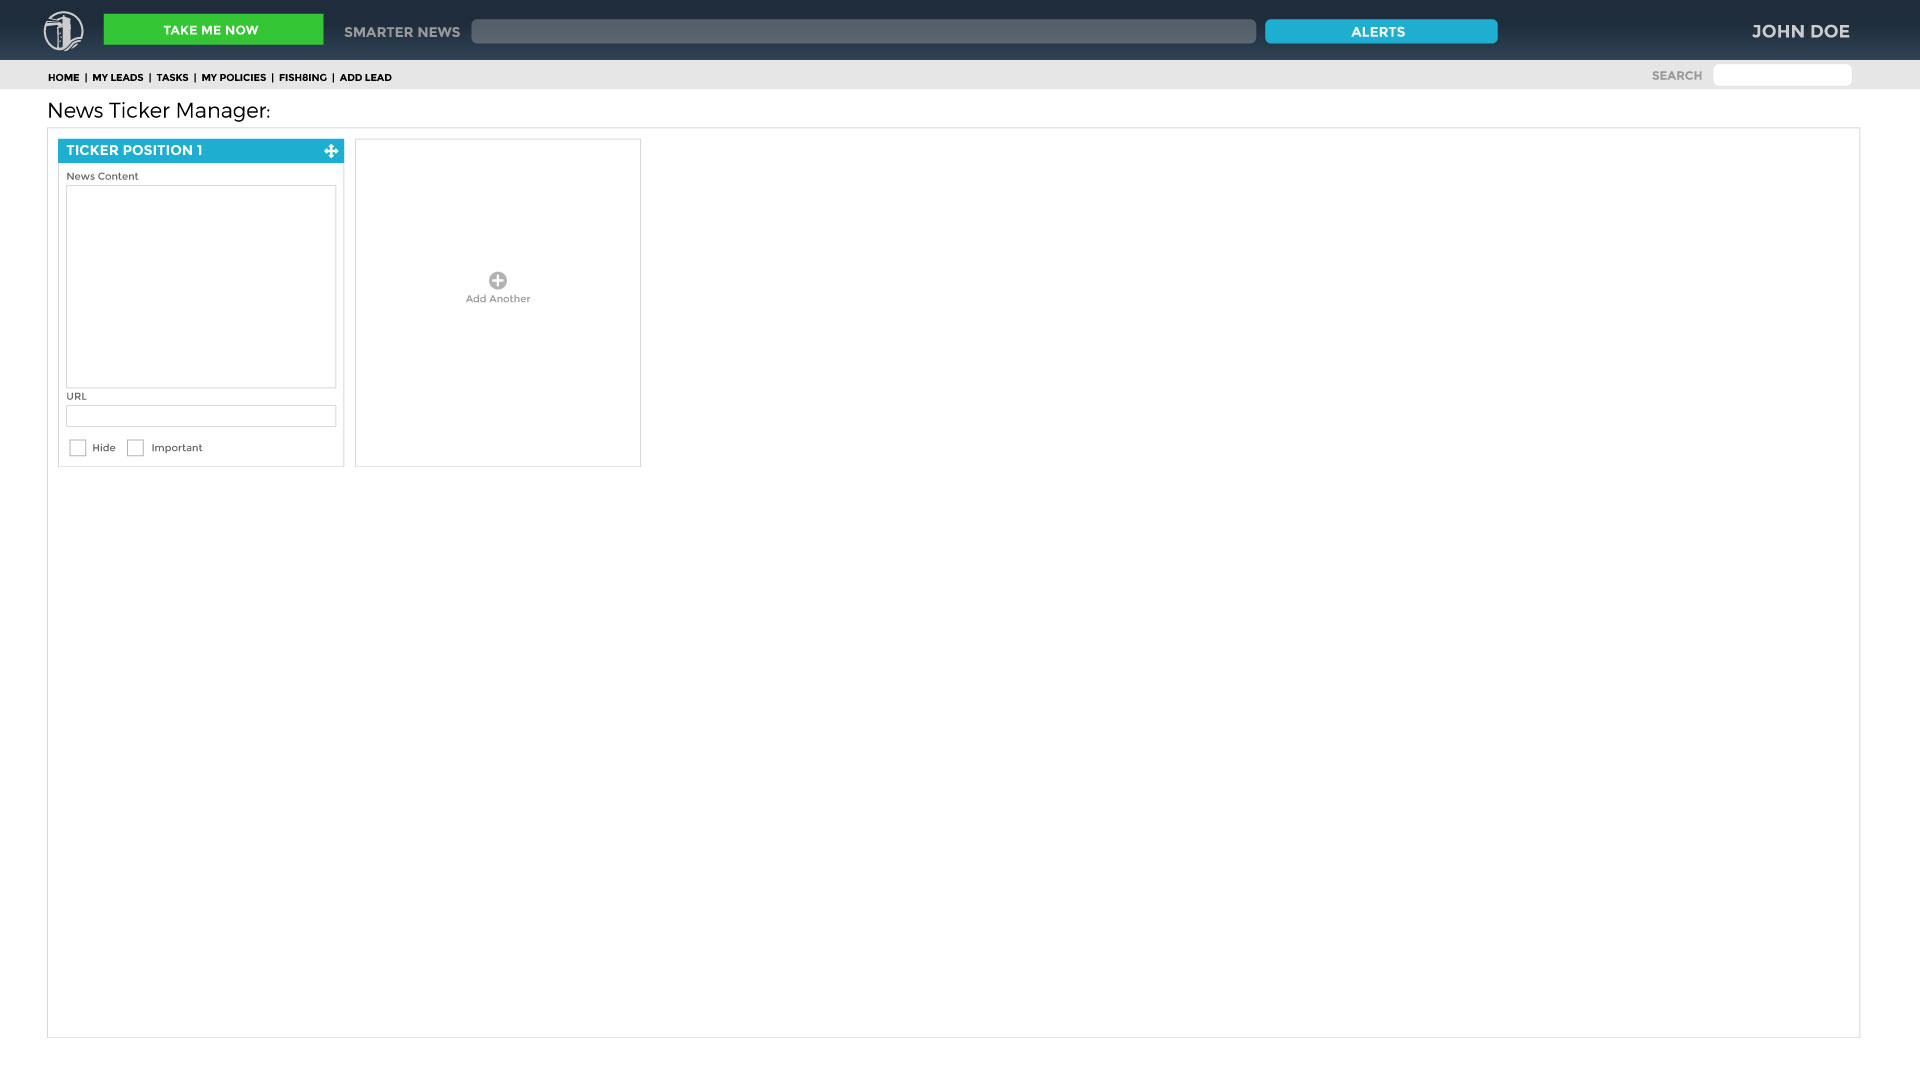 TAKE ME NOW
SMARTER NEWS
ALERTS
JOHN DOE
HOME | MY LEADS | TASKS | MY POLICIES | FISH8ING | ADD LEAD
SEARCH
News Ticker Manager:
TICKER POSITION 1
News Content
Add Another
URL
Hide
Important